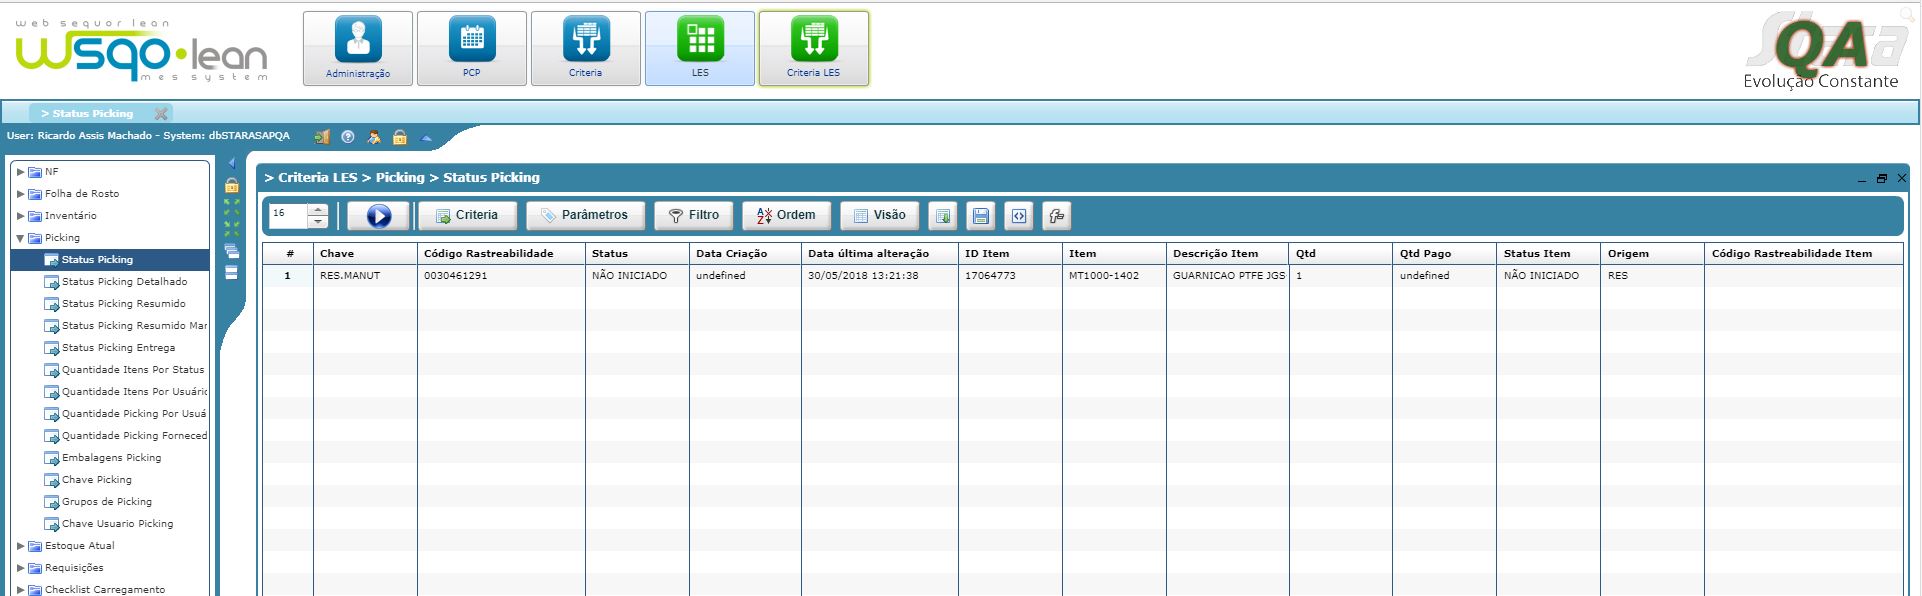 web sequor lean
wsqo•lean
mes system
Administração
PCP
Criteria
LES
Criteria LES
QA
Evolução Constante
> Status Picking
User: Ricardo Assis Machado - System: dbSTARASAPQA
NF
Folha de Rosto
Inventário
Picking
Status Picking
Status Picking Detalhado
Status Picking Resumido
Status Picking Resumido Mar
Status Picking Entrega
Quantidade Itens Por Status
Quantidade Itens Por Usuário
Quantidade Picking Por Usuá
Quantidade Picking Forneced
Embalagens Picking
Chave Picking
Grupos de Picking
Chave Usuario Picking
Estoque Atual
Requisições
Checklist Carregamento
> Criteria LES > Picking > Status Picking
16 Criteria Parâmetros Filtro Ordem Visão
# Chave Código Rastreabilidade Status Data Criação Data última alteração ID Item Item Descrição Item Qtd Qtd Pago Status Item Origem Código Rastreabilidade Item
1 RES.MANUT 0030461291 NÃO INICIADO undefined 30/05/2018 13:21:38 17064773 MT1000-1402 GUARNICAO PTFE JGS 1 undefined NÃO INICIADO RES